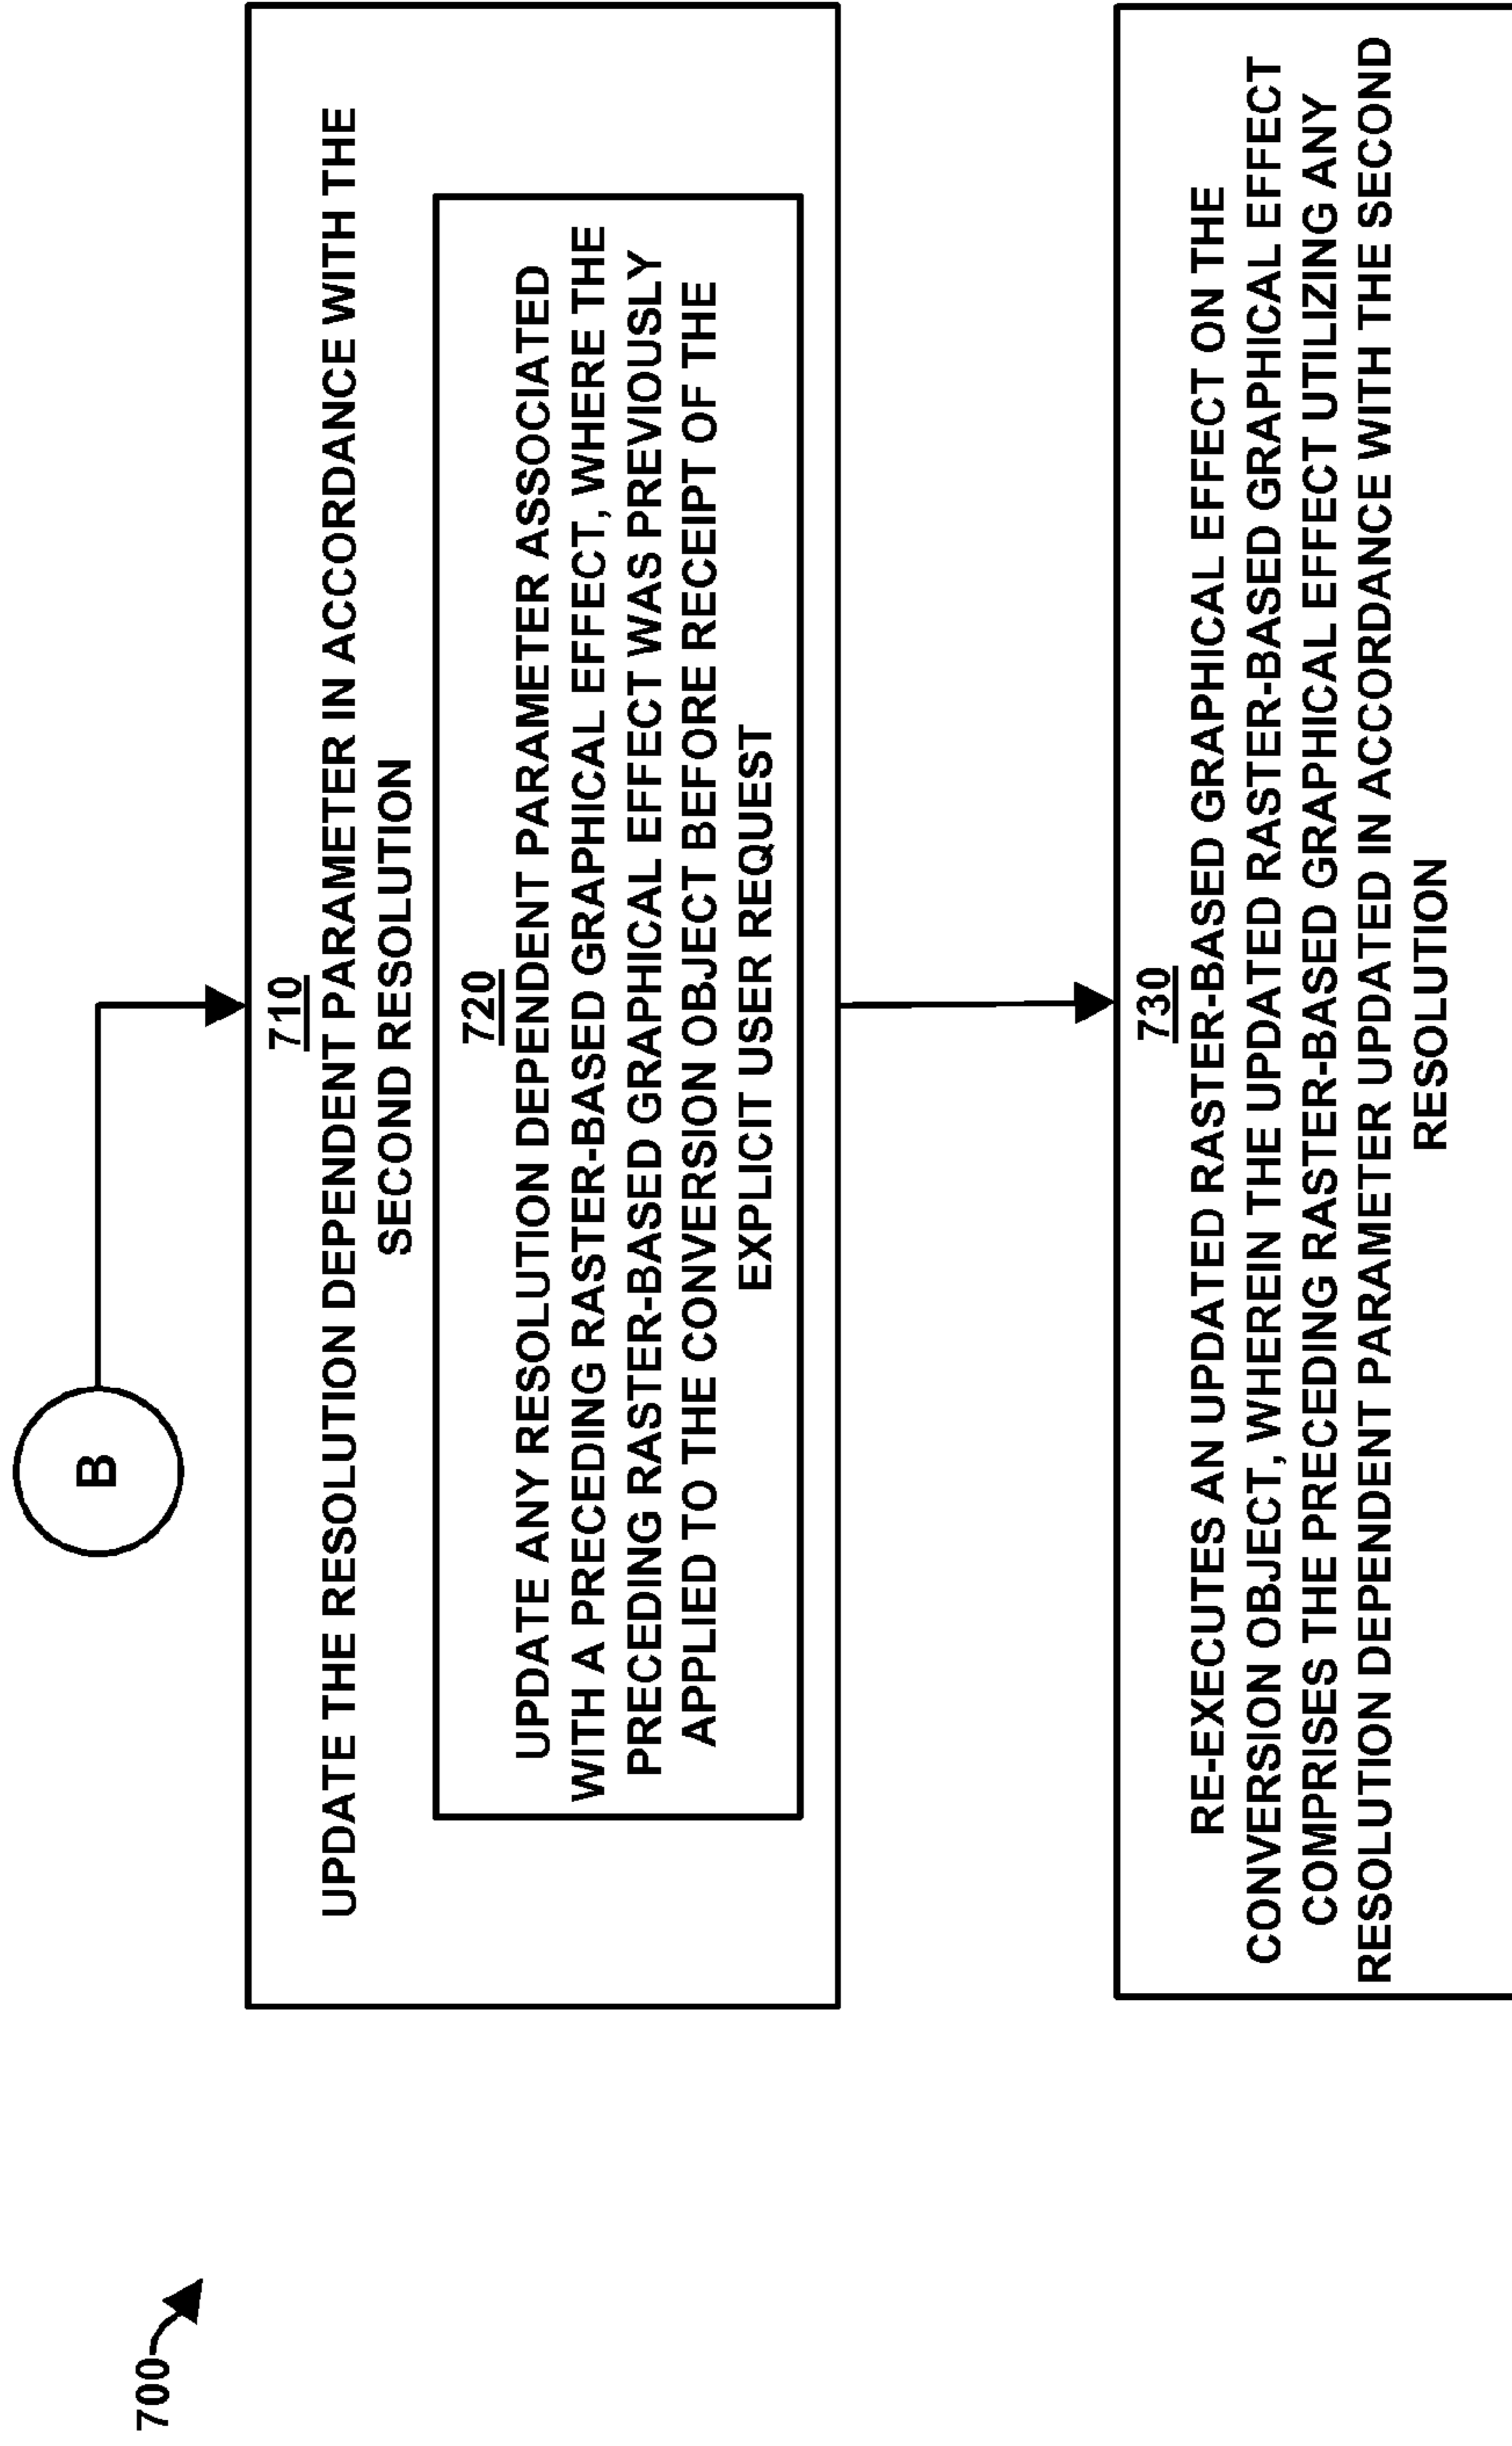 700
B
710
UPDATE THE RESOLUTION DEPENDENT PARAMETER IN ACCORDANCE WITH THE
SECOND RESOLUTION
720
UPDATE ANY RESOLUTION DEPENDENT PARAMETER ASSOCIATED
WITH A PRECEDING RASTER-BASED GRAPHICAL EFFECT, WHERE THE
PRECEDING RASTER-BASED GRAPHICAL EFFECT WAS PREVIOUSLY
APPLIED TO THE CONVERSION OBJECT BEFORE RECEIPT OF THE
EXPLICIT USER REQUEST
730
RE-EXECUTES AN UPDATED RASTER-BASED GRAPHICAL EFFECT ON THE
CONVERSION OBJECT, WHEREIN THE UPDATED RASTER-BASED GRAPHICAL EFFECT
COMPRISES THE PRECEDING RASTER-BASED GRAPHICAL EFFECT UTILIZING ANY
RESOLUTION DEPENDENT PARAMETER UPDATED IN ACCORDANCE WITH THE SECOND
RESOLUTION